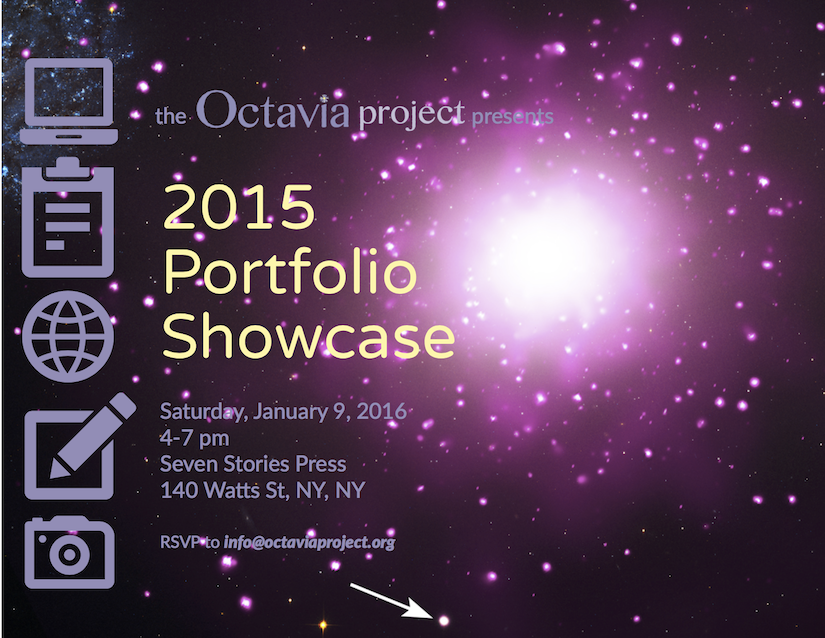 the Octavia project presents
2015
Portfolio
Showcase
Saturday, January 9, 2016
4-7 pm
Seven Stories Press
140 Watts St, NY, NY
RSVP to info@octaviaproject.org